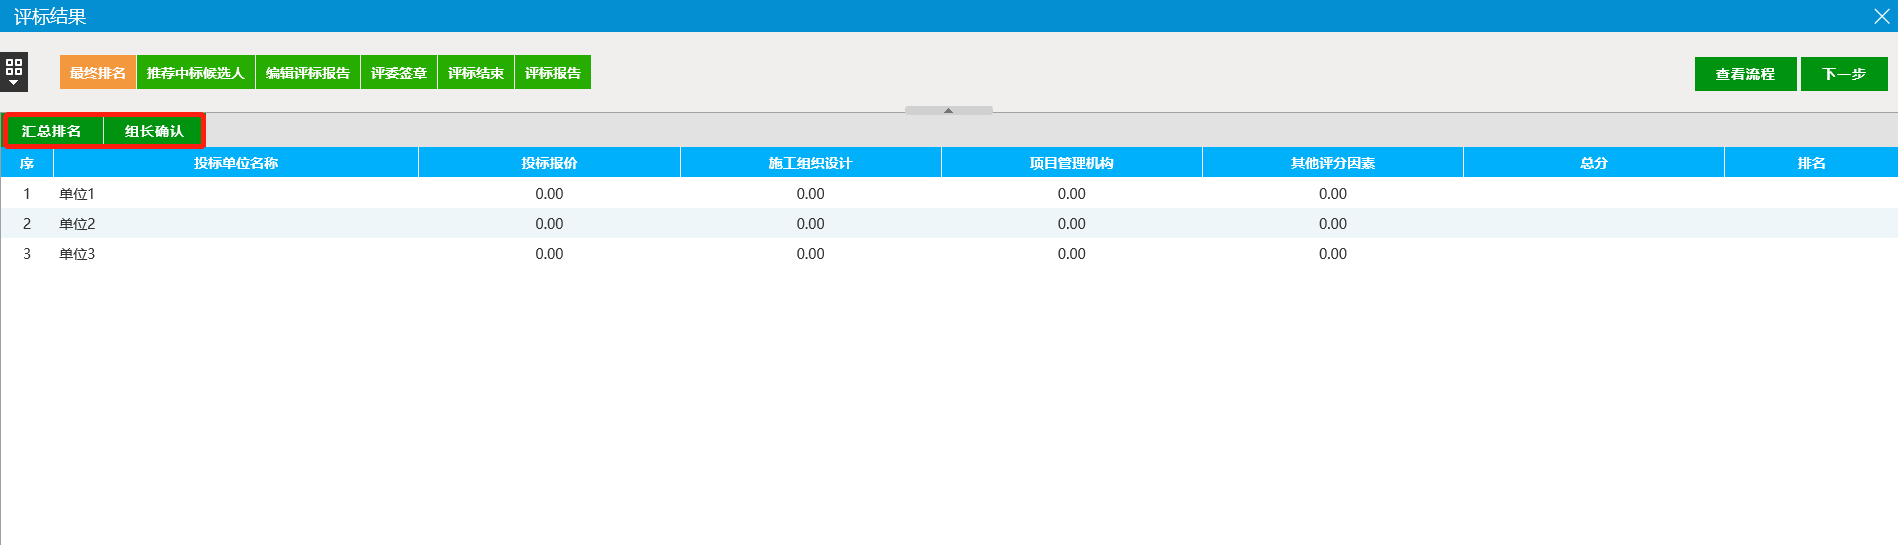 评标结果
最终排名 推荐中标候选人 编辑评标报告 评委签章 评标结束 评标报告 查看流程 下一步
汇总排名 组长确认
序 投标单位名称 投标报价 施工组织设计 项目管理机构 其他评分因素 总分 排名
1 单位1 0.00 0.00 0.00 0.00
2 单位2 0.00 0.00 0.00 0.00
3 单位3 0.00 0.00 0.00 0.00